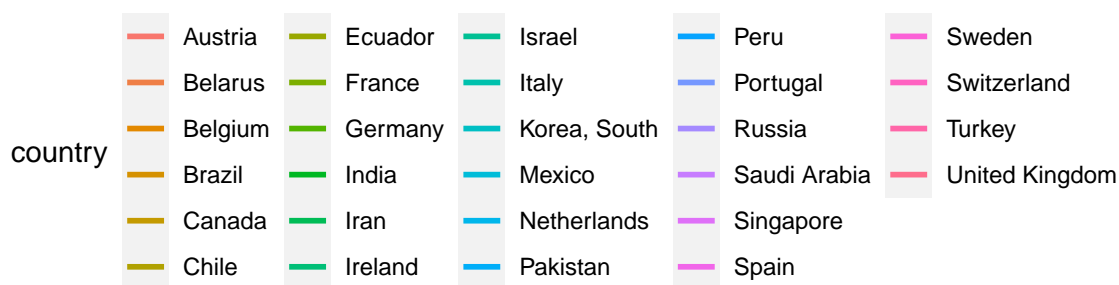 Austria Ecuador Israel Peru Sweden
Belarus France Italy Portugal Switzerland
Belgium Germany Korea, South Russia Turkey
country
Brazil India Mexico Saudi Arabia United Kingdom
Canada Iran Netherlands Singapore
Chile Ireland Pakistan Spain